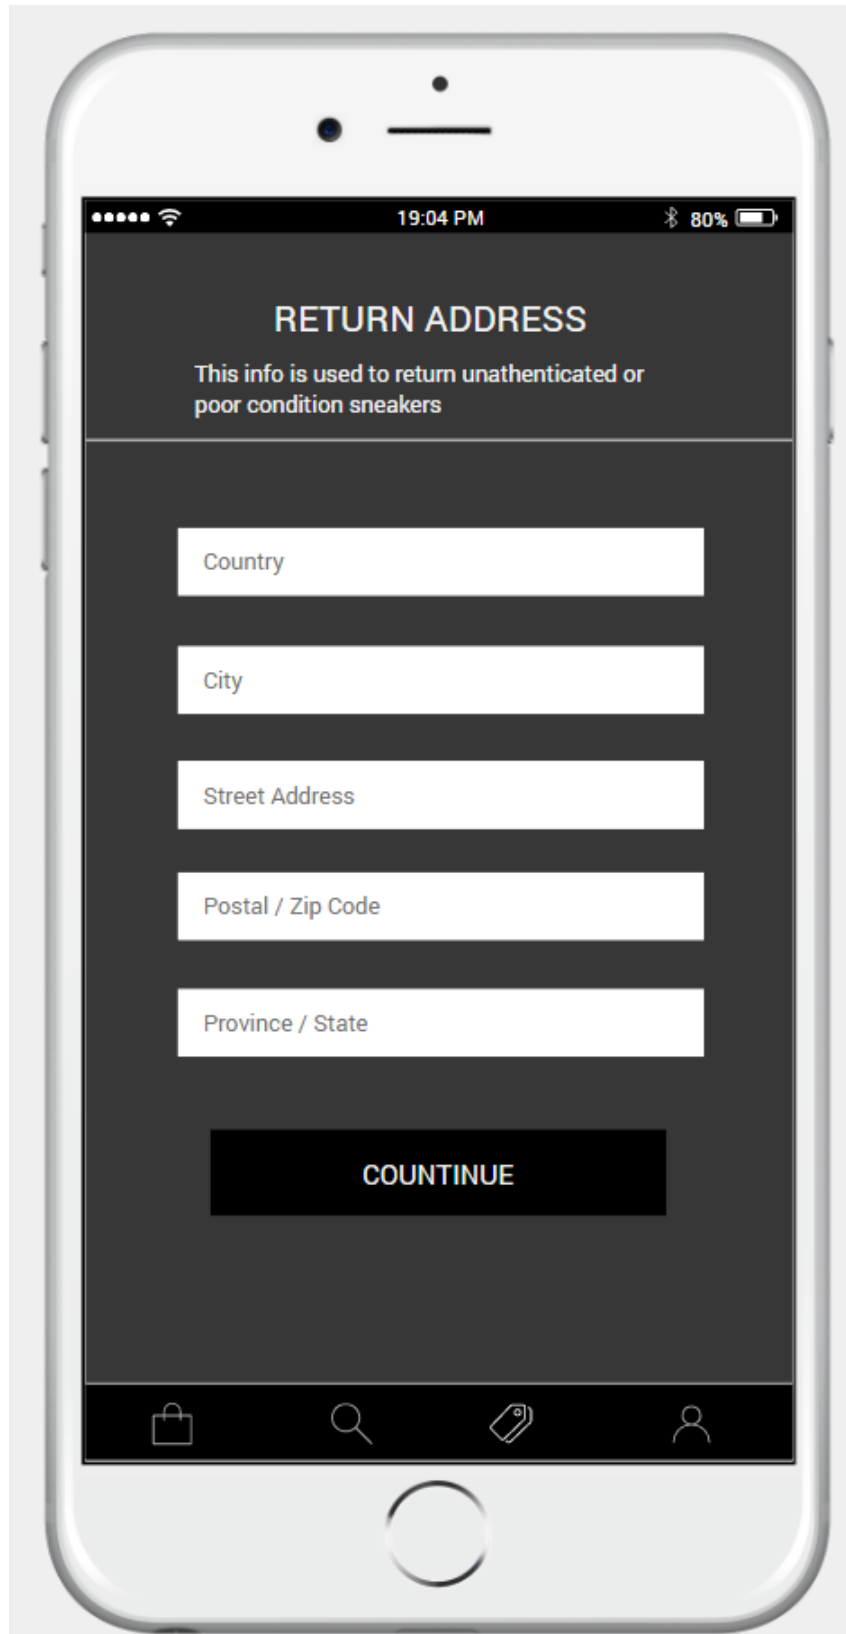 19:04 PM
80%
RETURN ADDRESS
This info is used to return unathenticated or
poor condition sneakers
Country
City
Street Address
Postal / Zip Code
Province / State
COUNTINUE